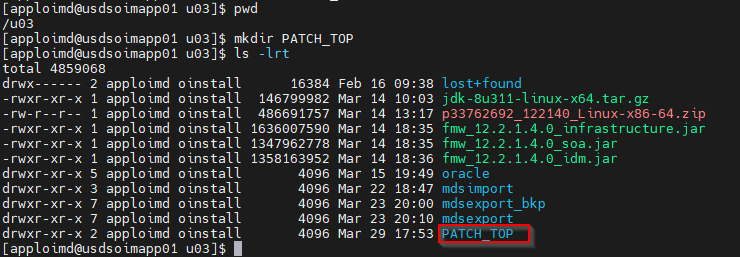 [apploimd@usdsoimapp01 u03]$ pwd
/u03
[apploimd@usdsoimapp01 u03]$ mkdir PATCH_TOP
[apploimd@usdsoimapp01 u03]$ ls -lrt
total 4859068
drwx------ 2 apploimd oinstall      16384 Feb 16 09:38 lost+found
-rwxr-xr-x 1 apploimd oinstall  146799982 Mar 14 10:03 jdk-8u311-linux-x64.tar.gz
-rw-r--r-- 1 apploimd oinstall  486691757 Mar 14 13:17 p33762692_122140_Linux-x86-64.zip
-rwxr-xr-x 1 apploimd oinstall 1636007590 Mar 14 18:35 fmw_12.2.1.4.0_infrastructure.jar
-rwxr-xr-x 1 apploimd oinstall 1347962778 Mar 14 18:35 fmw_12.2.1.4.0_soa.jar
-rwxr-xr-x 1 apploimd oinstall 1358163952 Mar 14 18:36 fmw_12.2.1.4.0_idm.jar
drwxr-xr-x 5 apploimd oinstall       4096 Mar 15 19:49 oracle
drwxr-xr-x 3 apploimd oinstall       4096 Mar 22 18:47 mdsimport
drwxr-xr-x 7 apploimd oinstall       4096 Mar 23 20:00 mdsexport_bkp
drwxr-xr-x 7 apploimd oinstall       4096 Mar 23 20:10 mdsexport
drwxr-xr-x 2 apploimd oinstall       4096 Mar 29 17:53 PATCH_TOP
[apploimd@usdsoimapp01 u03]$